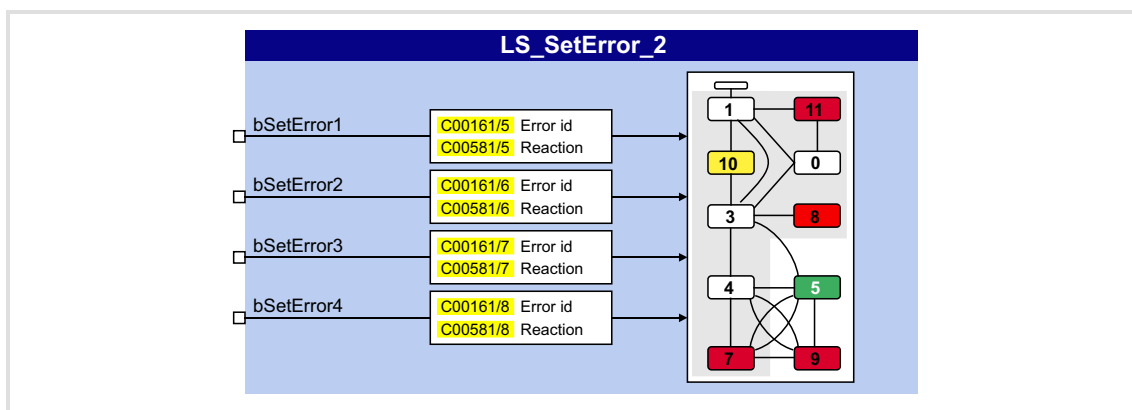 LS_SetError_2
bSetError1
C00161/5 Error id
C00581/5 Reaction
bSetError2
C00161/6 Error id
C00581/6 Reaction
bSetError3
C00161/7 Error id
C00581/7 Reaction
bSetError4
C00161/8 Error id
C00581/8 Reaction
1 11
10 0
3 8
4 5
7 9